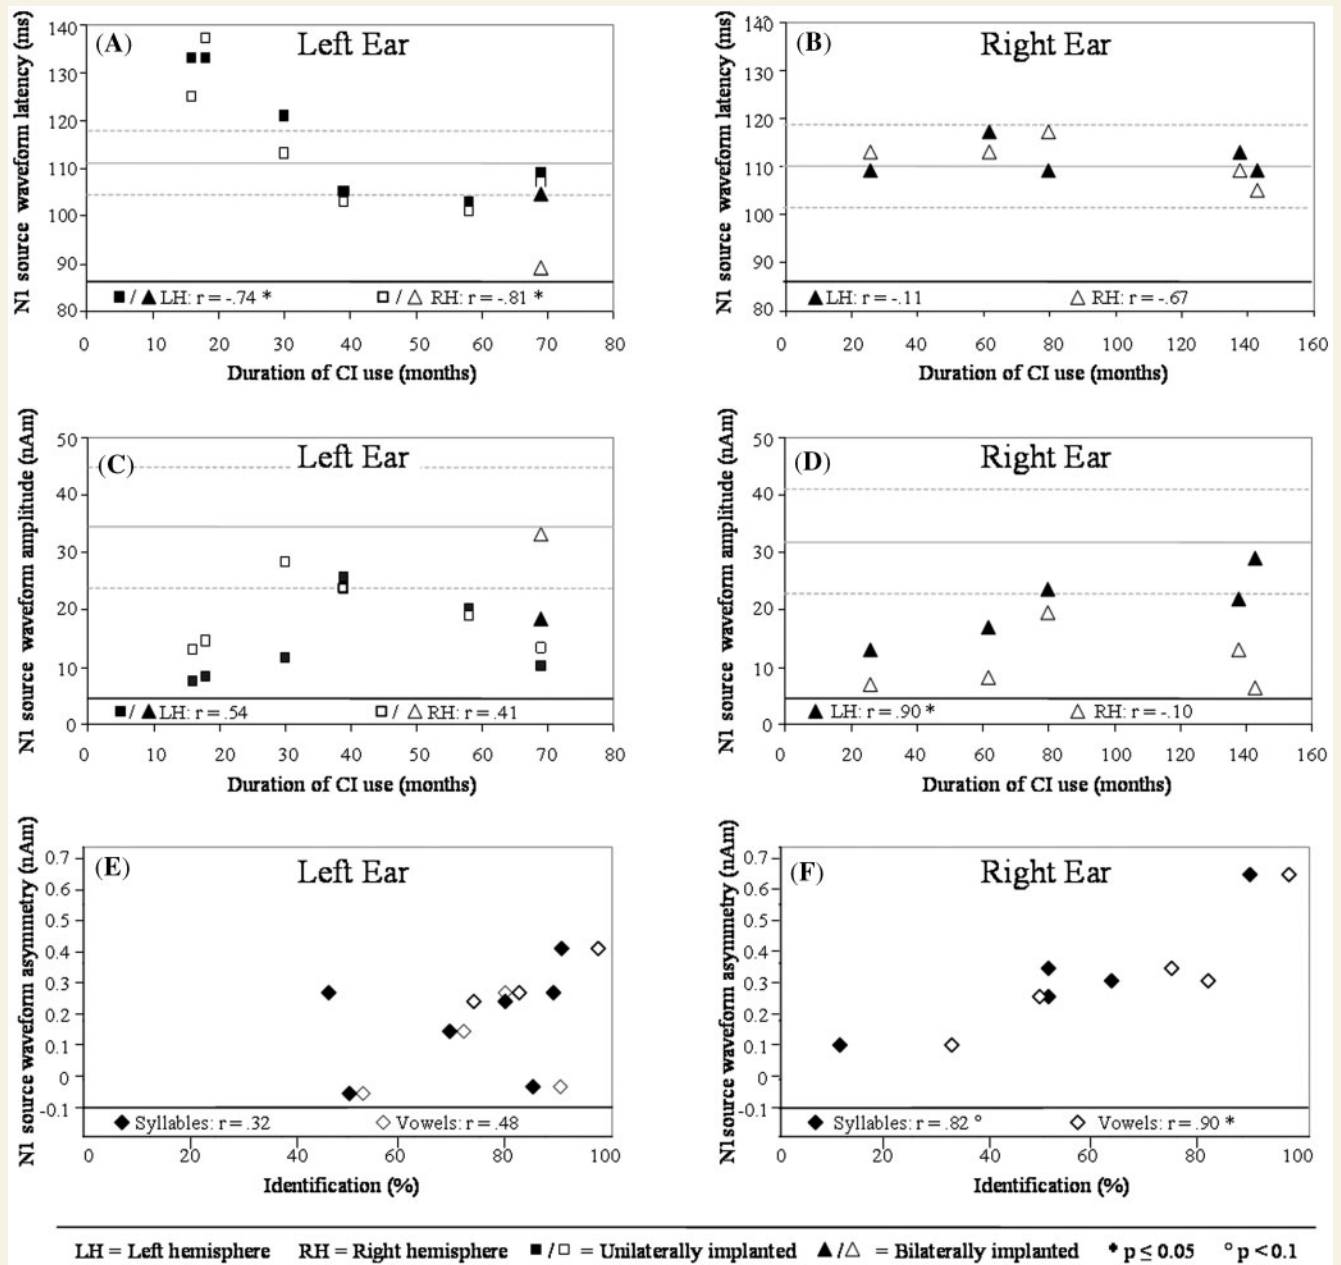 (A) Left Ear
N1 source waveform latency (ms)
140
130
120
110
100
90
80
■ / ▲ LH: r = -.74 * □ / △ RH: r = -.81 *
0 10 20 30 40 50 60 70 80
Duration of CI use (months)
(B) Right Ear
N1 source waveform latency (ms)
140
130
120
110
100
90
80
▲ LH: r = -.11 △ RH: r = -.67
0 20 40 60 80 100 120 140 160
Duration of CI use (months)
(C) Left Ear
N1 source waveform amplitude (nAm)
50
40
30
20
10
0
■ / ▲ LH: r = .54 □ / △ RH: r = .41
0 10 20 30 40 50 60 70 80
Duration of CI use (months)
(D) Right Ear
N1 source waveform amplitude (nAm)
50
40
30
20
10
0
▲ LH: r = .90 * △ RH: r = -.10
0 20 40 60 80 100 120 140 160
Duration of CI use (months)
(E) Left Ear
N1 source waveform asymmetry (nAm)
0.7
0.6
0.5
0.4
0.3
0.2
0.1
0
-0.1
◆ Syllables: r = .32 ◇ Vowels: r = .48
0 20 40 60 80 100
Identification (%)
(F) Right Ear
N1 source waveform asymmetry (nAm)
0.7
0.6
0.5
0.4
0.3
0.2
0.1
0
-0.1
◆ Syllables: r = .82 ° ◇ Vowels: r = .90 *
0 20 40 60 80 100
Identification (%)
LH = Left hemisphere RH = Right hemisphere ■ / □ = Unilaterally implanted ▲/△ = Bilaterally implanted * p ≤ 0.05 ° p < 0.1